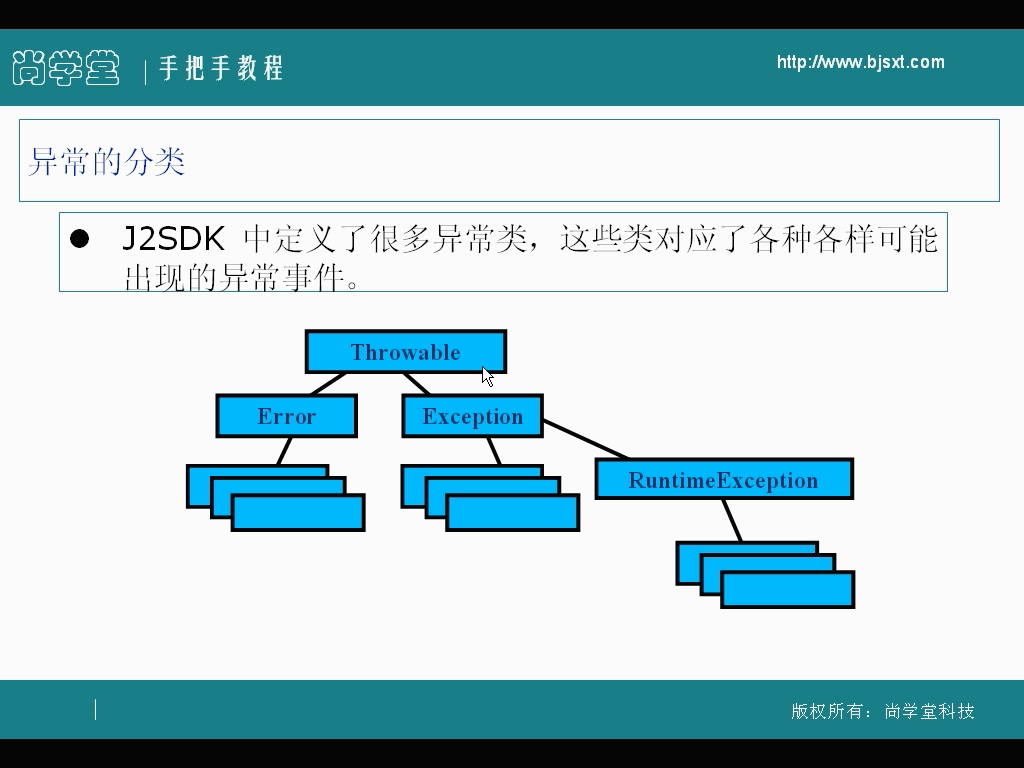 尚学堂
手把手教程
http://www.bjsxt.com
异常的分类
J2SDK 中定义了很多异常类，这些类对应了各种各样可能
出现的异常事件。
Throwable
Error
Exception
RuntimeException
版权所有：尚学堂科技